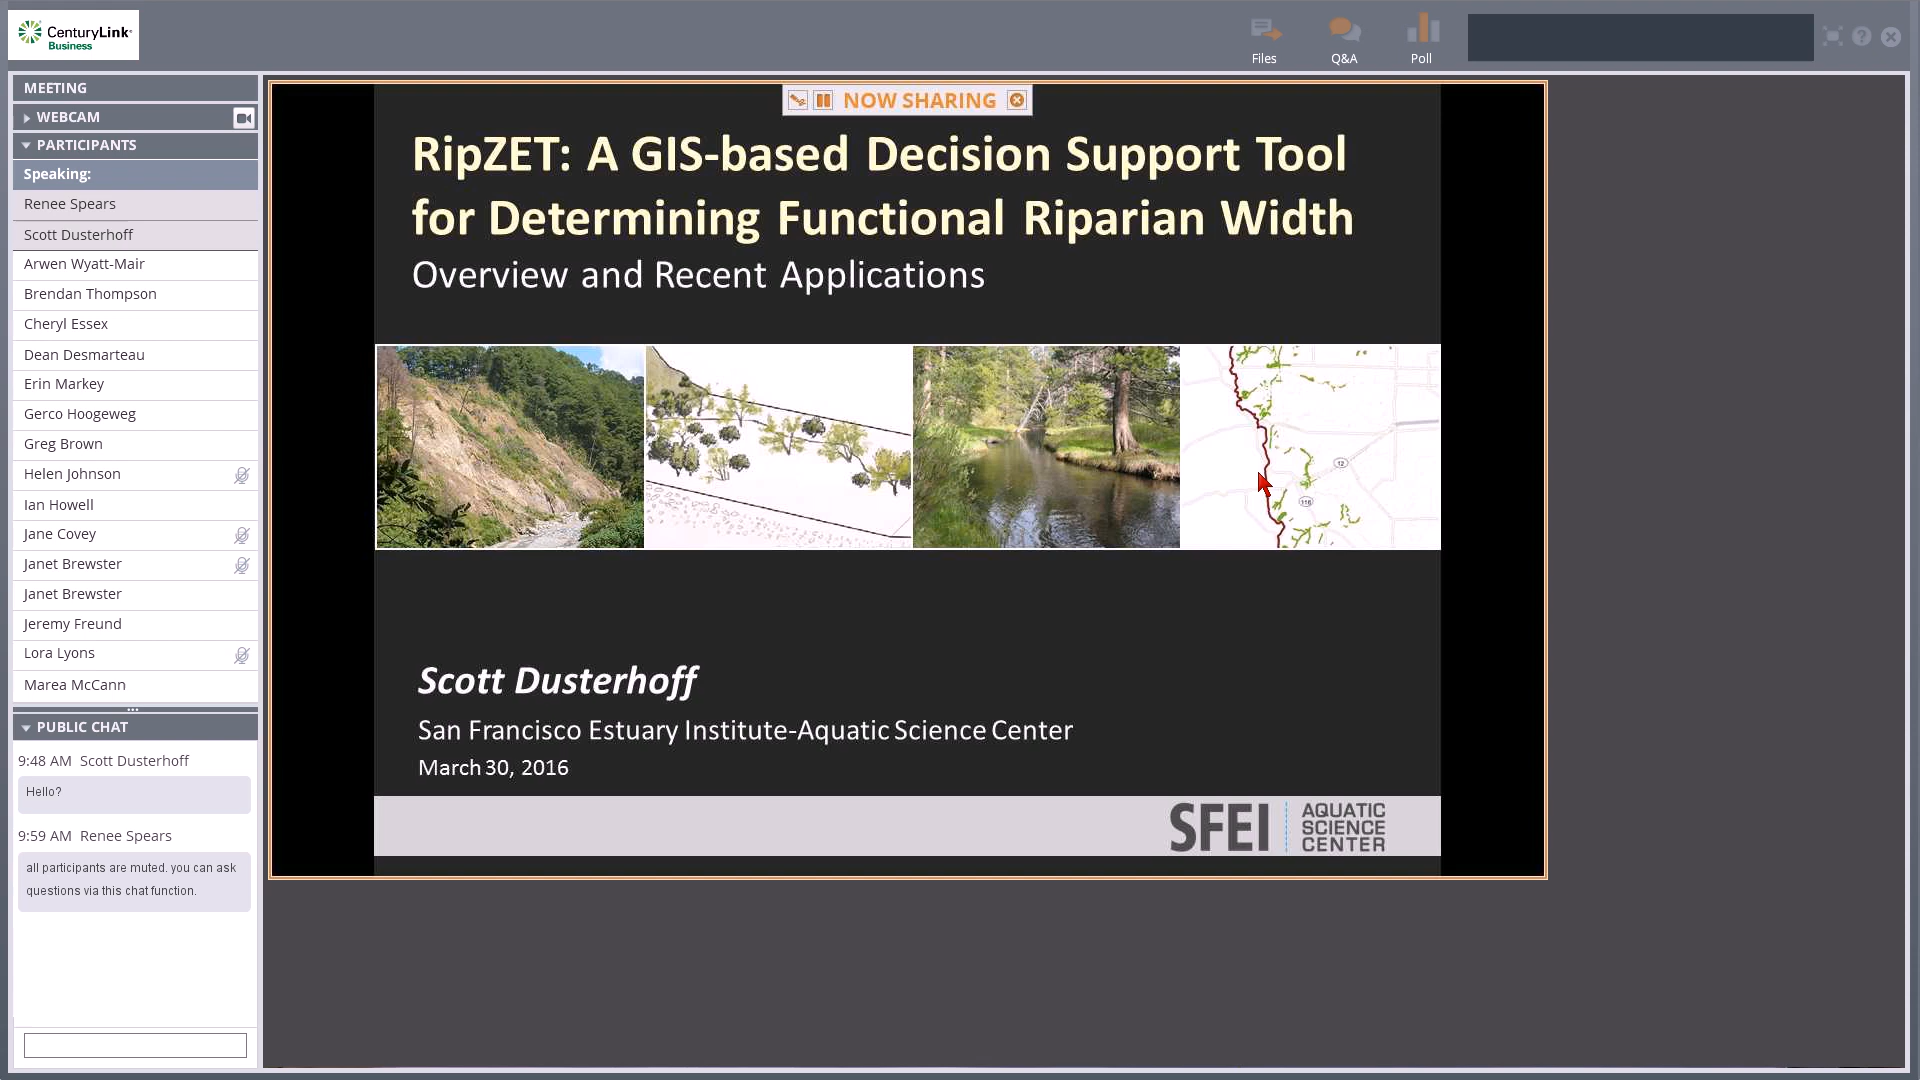 CenturyLink
Business
Files
Q&A
Poll
MEETING
WEBCAM
PARTICIPANTS
Speaking:
Renee Spears
Scott Dusterhoff
Arwen Wyatt-Mair
Brendan Thompson
Cheryl Essex
Dean Desmarteau
Erin Markey
Gerco Hoogeweg
Greg Brown
Helen Johnson
Ian Howell
Jane Covey
Janet Brewster
Janet Brewster
Jeremy Freund
Lora Lyons
Marea McCann
PUBLIC CHAT
9:48 AM Scott Dusterhoff
Hello?
9:59 AM Renee Spears
all participants are muted. you can ask
questions via this chat function.
NOW SHARING
RipZET: A GIS-based Decision Support Tool
for Determining Functional Riparian Width
Overview and Recent Applications
12
116
Scott Dusterhoff
San Francisco Estuary Institute-Aquatic Science Center
March 30, 2016
SFEI
AQUATIC
SCIENCE
CENTER